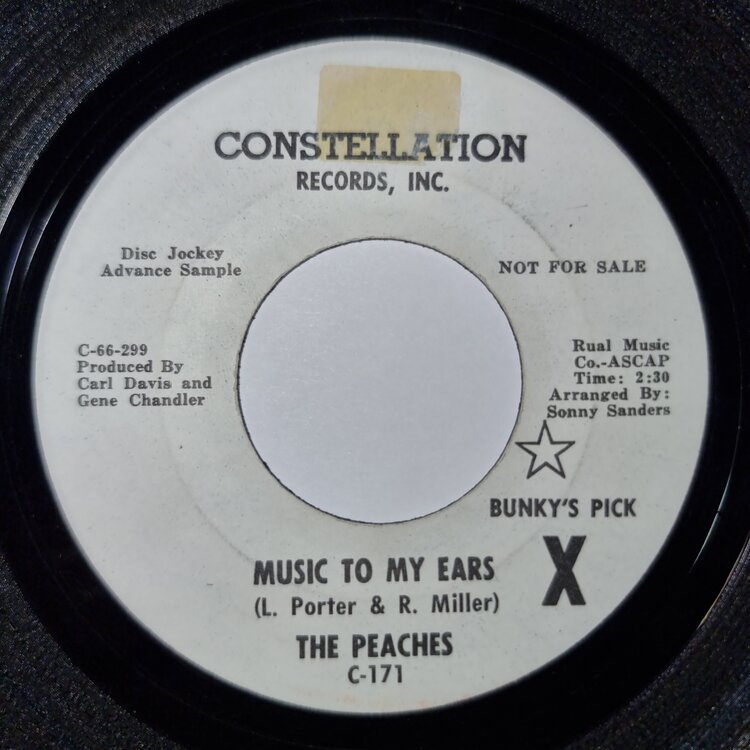 CONSTELLATION
RECORDS, INC.
Disc Jockey
Advance Sample
NOT FOR SALE
C-66-299
Produced By
Carl Davis and
Gene Chandler
Rual Music
Co.-ASCAP
Time: 2:30
Arranged By:
Sonny Sanders
BUNKY'S PICK
X
MUSIC TO MY EARS
(L. Porter & R. Miller)
THE PEACHES
C-171